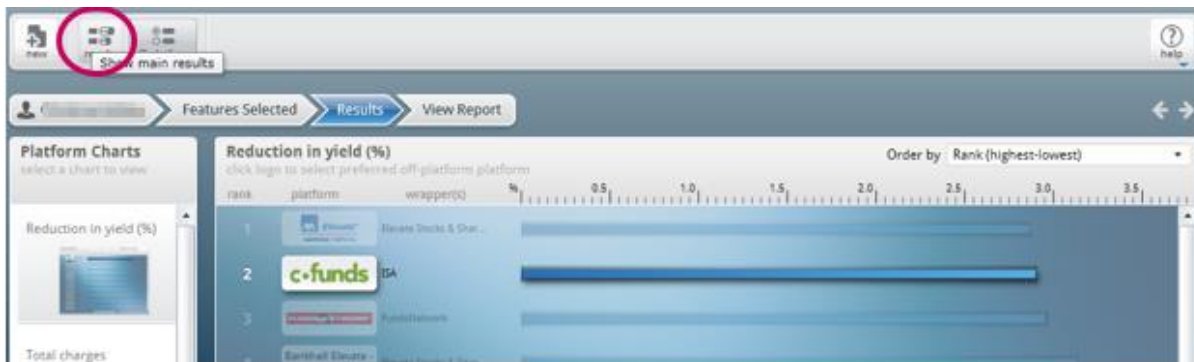 new
Show main results
help
Features Selected
Results
View Report
Platform Charts
select a chart to view
Reduction in yield (%)
click logo to select preferred off-platform platform
Order by Rank (highest-lowest)
rank platform wrapper(s) % 0.5 1.0 1.5 2.0 2.5 3.0 3.5
Reduction in yield (%)
1 Elevate Stocks & Shar...
2 c·funds ISA
3 FundsNetwork
Total charges